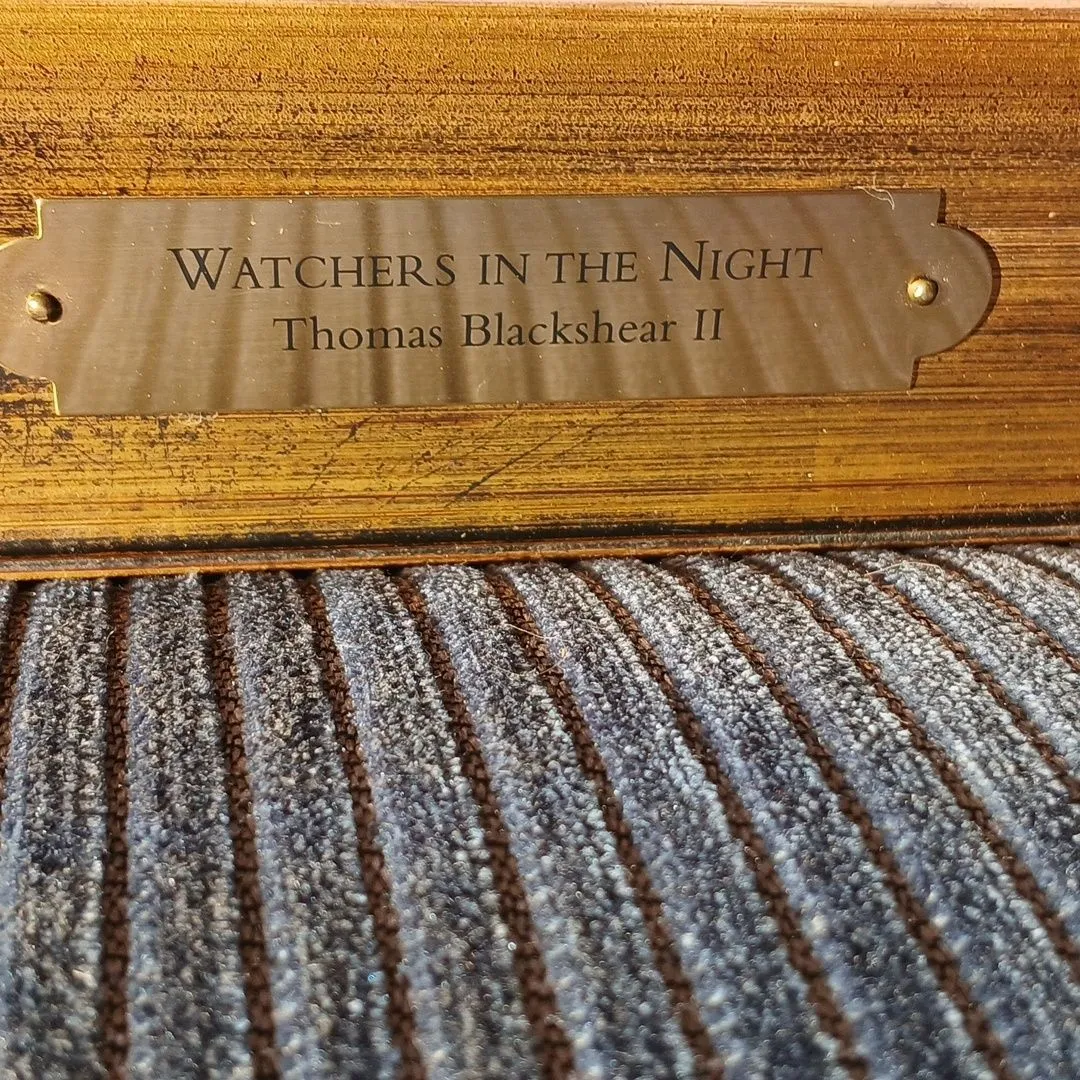 WATCHERS IN THE NIGHT
Thomas Blackshear II